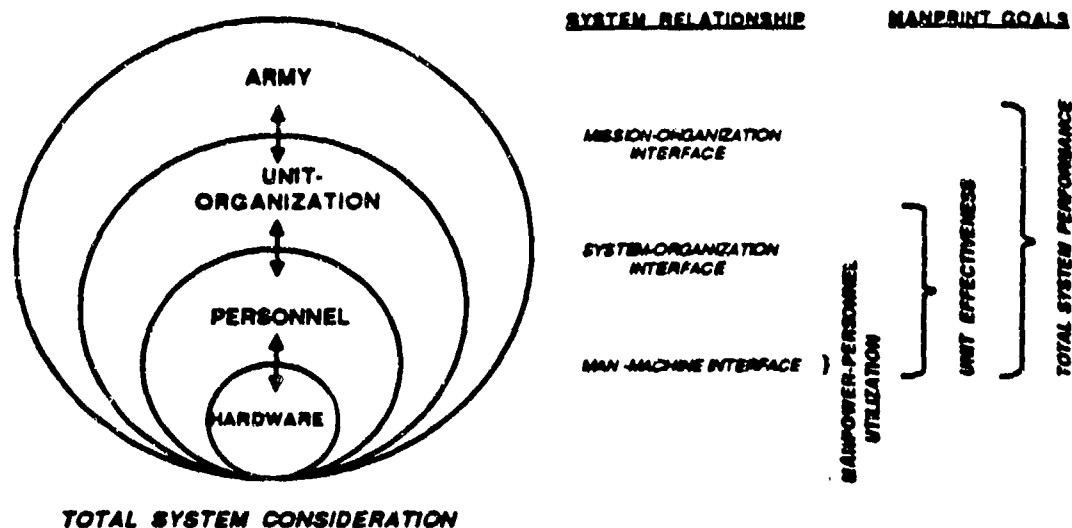 SYSTEM RELATIONSHIP
MANPRINT GOALS
ARMY
UNIT-
ORGANIZATION
PERSONNEL
HARDWARE
MISSION-ORGANIZATION
INTERFACE
SYSTEM-ORGANIZATION
INTERFACE
MAN-MACHINE INTERFACE
MANPOWER-PERSONNEL
UTILIZATION
UNIT EFFECTIVENESS
TOTAL SYSTEM PERFORMANCE
TOTAL SYSTEM CONSIDERATION